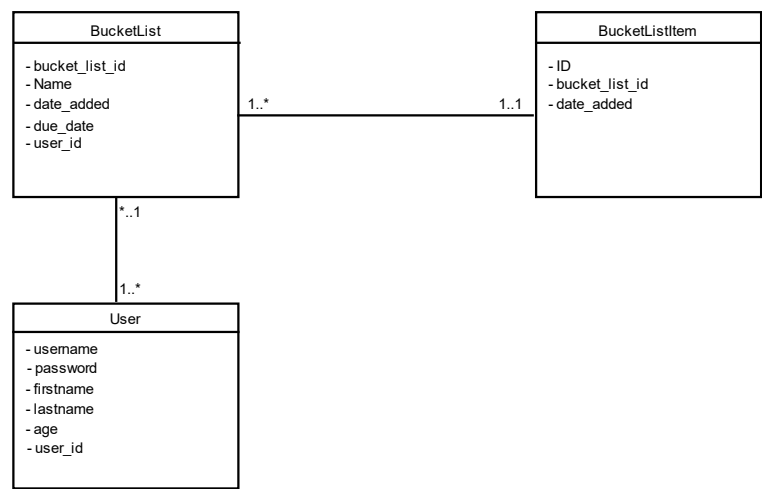 BucketList
- bucket_list_id
- Name
- date_added
- due_date
- user_id
BucketListItem
- ID
- bucket_list_id
- date_added
1..*
1..1
*..1
1..*
User
- username
- password
- firstname
- lastname
- age
- user_id